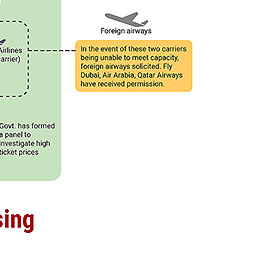 Foreign airways
Airlines
carrier)
In the event of these two carriers
being unable to meet capacity,
foreign airways solicited. Fly
Dubai, Air Arabia, Qatar Airways
have received permission.
Govt. has formed
a panel to
investigate high
ticket prices
sing